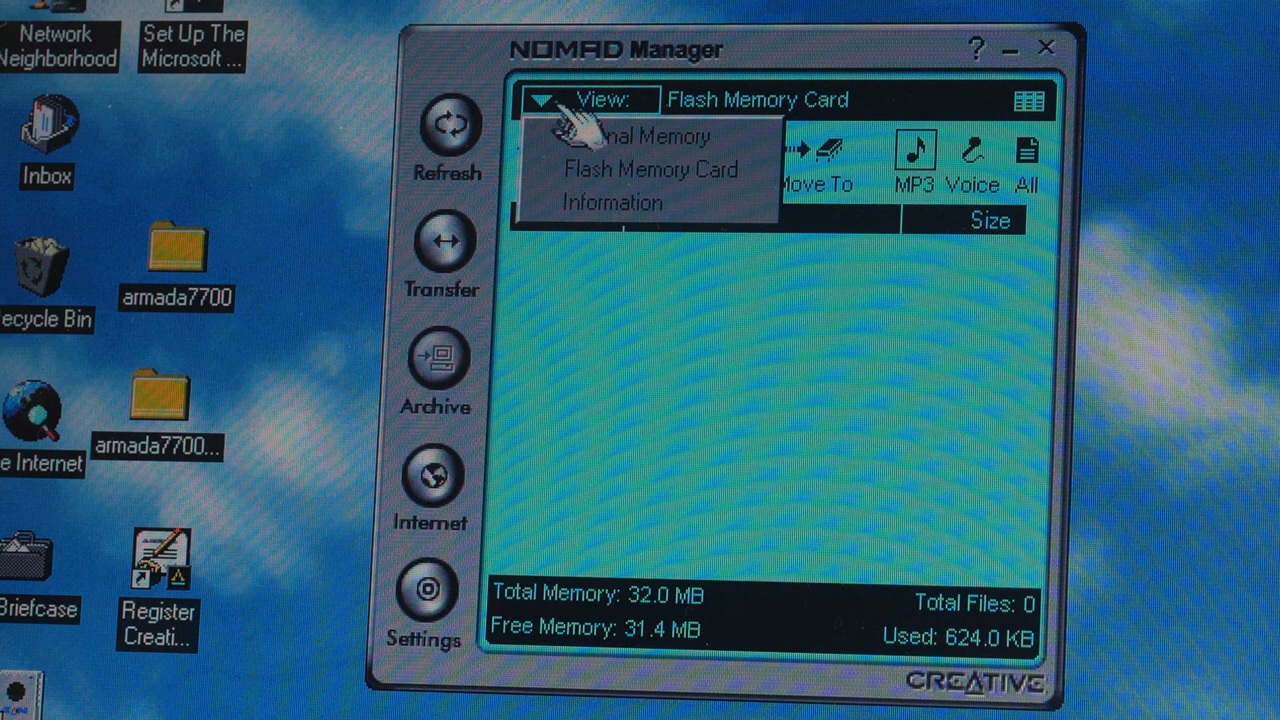 Network
Neighborhood
Set Up The
Microsoft ...
Inbox
ecycle Bin
armada7700
e Internet
armada7700...
Briefcase
Register
Creati...
NOMAD Manager
? – ×
View:
Flash Memory Card
nal Memory
Flash Memory Card
Information
Move To
MP3
Voice
All
Size
Refresh
Transfer
Archive
Internet
Settings
Total Memory: 32.0 MB
Total Files: 0
Free Memory: 31.4 MB
Used: 624.0 KB
CREATIVE